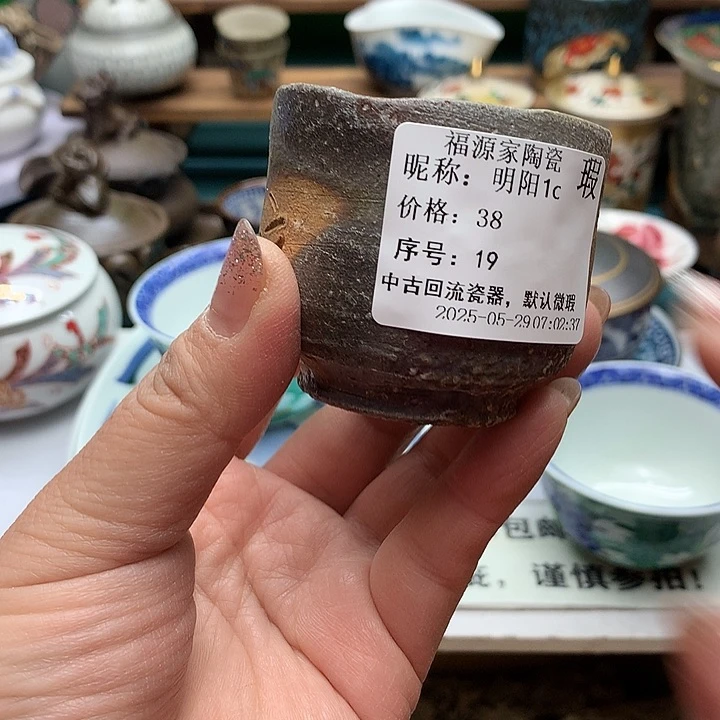 福源家陶瓷
昵称：明阳1c 瑕
价格：38
序号：19
中古回流瓷器，默认微瑕
2025-05-29 07:02:37
包
，谨慎参拍！